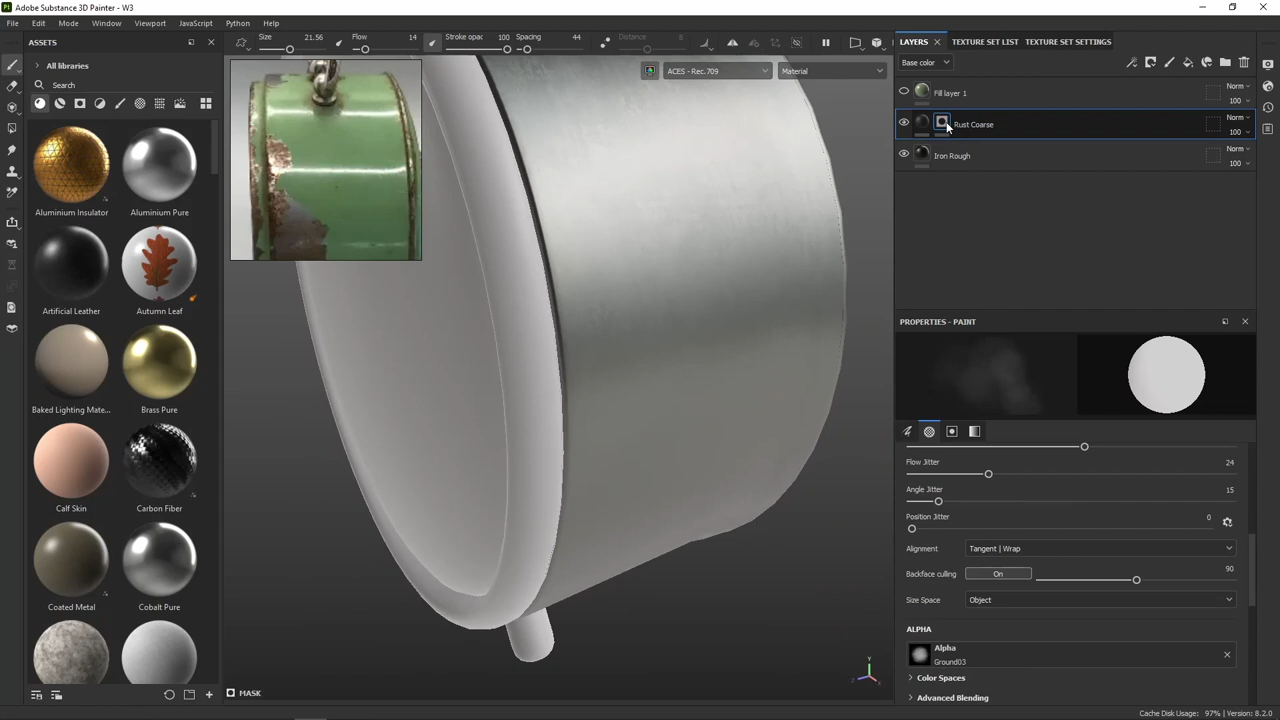 Adobe Substance 3D Painter - W3
File Edit Mode Window Viewport JavaScript Python Help
ASSETS
All libraries
Search
Aluminium Insulator Aluminium Pure
Artificial Leather Autumn Leaf
Baked Lighting Mate... Brass Pure
Calf Skin Carbon Fiber
Coated Metal Cobalt Pure
Size 21.56 Flow 14 Stroke opa: 100 Spacing 44 Distance 8
ACES - Rec.709 Material
MASK
Y
LAYERS TEXTURE SET LIST TEXTURE SET SETTINGS
Base color
Fill layer 1 Norm 100
Rust Coarse Norm 100
Iron Rough Norm 100
PROPERTIES - PAINT
Flow Jitter 24
Angle Jitter 15
Position Jitter 0
Alignment Tangent | Wrap
Backface culling On 90
Size Space Object
ALPHA
Alpha
Ground03
Color Spaces
Advanced Blending
Cache Disk Usage: 97% | Version: 8.2.0